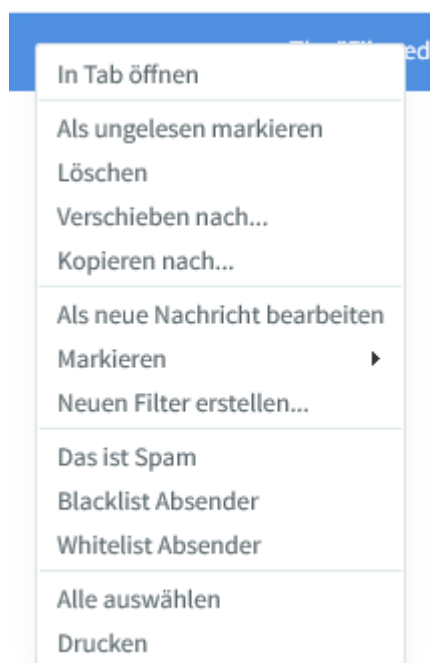 In Tab öffnen
Als ungelesen markieren
Löschen
Verschieben nach...
Kopieren nach...
Als neue Nachricht bearbeiten
Markieren
Neuen Filter erstellen...
Das ist Spam
Blacklist Absender
Whitelist Absender
Alle auswählen
Drucken